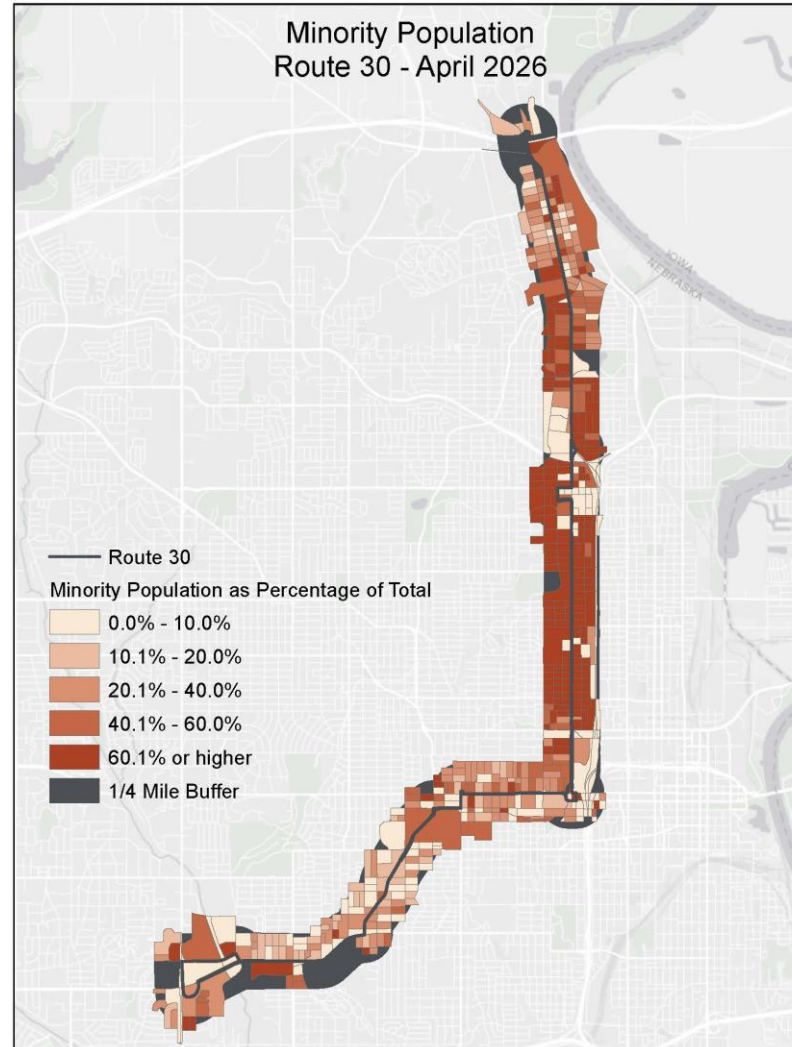 Minority Population
Route 30 - April 2026
IOWA
NEBRASKA
Route 30
Minority Population as Percentage of Total
0.0% - 10.0%
10.1% - 20.0%
20.1% - 40.0%
40.1% - 60.0%
60.1% or higher
1/4 Mile Buffer